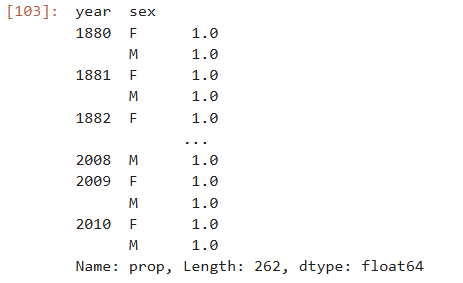 [103]: year  sex
1880  F      1.0
      M      1.0
1881  F      1.0
      M      1.0
1882  F      1.0
            ...
2008  M      1.0
2009  F      1.0
      M      1.0
2010  F      1.0
      M      1.0
Name: prop, Length: 262, dtype: float64